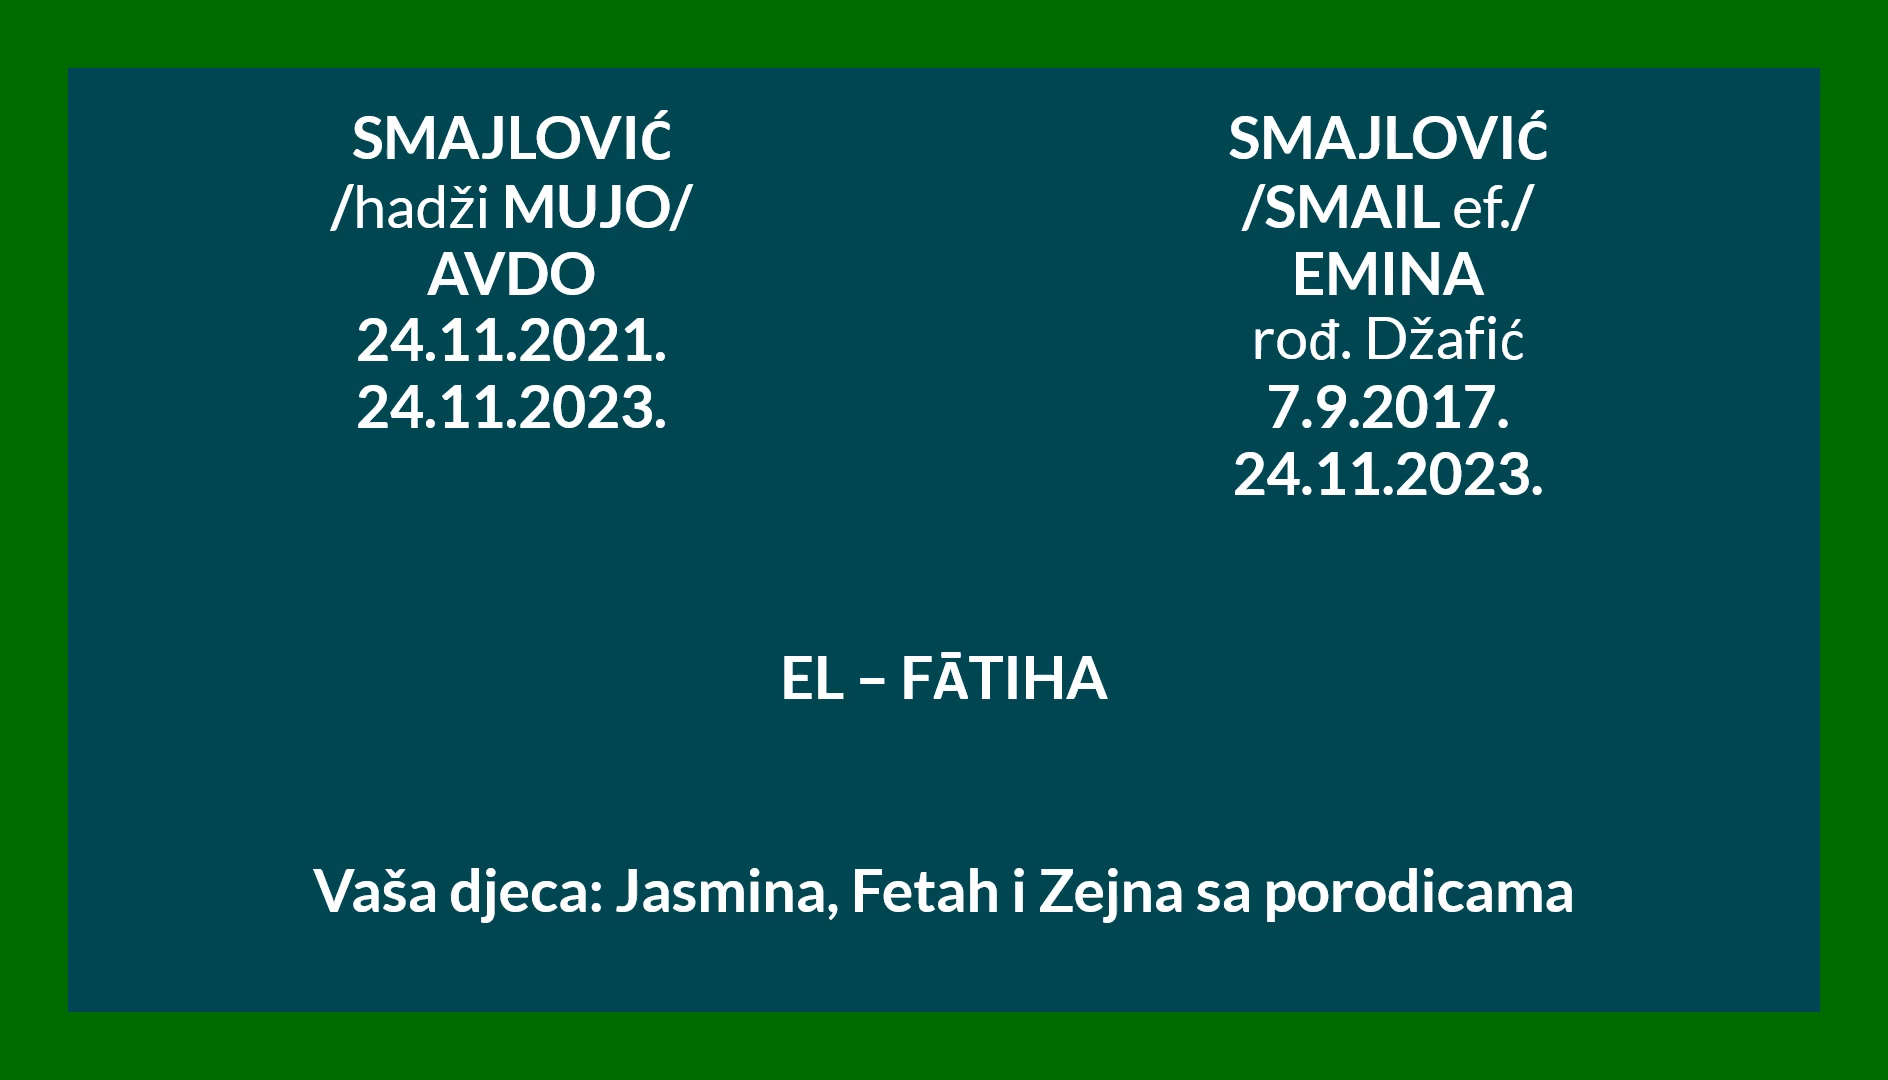 SMAJLOVIĆ
/hadži MUJO/
AVDO
24.11.2021.
24.11.2023.
SMAJLOVIĆ
/SMAIL ef./
EMINA
rođ. Džafić
7.9.2017.
24.11.2023.
EL – FĀTIHA
Vaša djeca: Jasmina, Fetah i Zejna sa porodicama